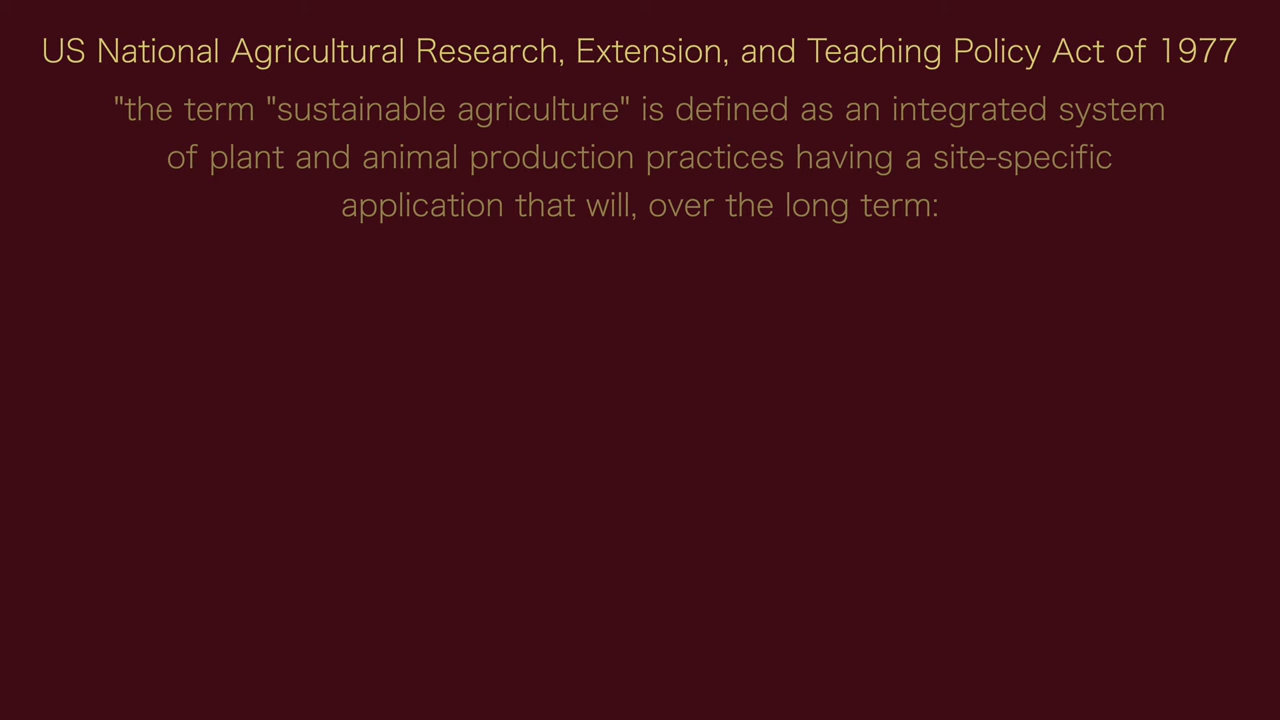 US National Agricultural Research, Extension, and Teaching Policy Act of 1977
"the term "sustainable agriculture" is defined as an integrated system
of plant and animal production practices having a site-specific
application that will, over the long term: